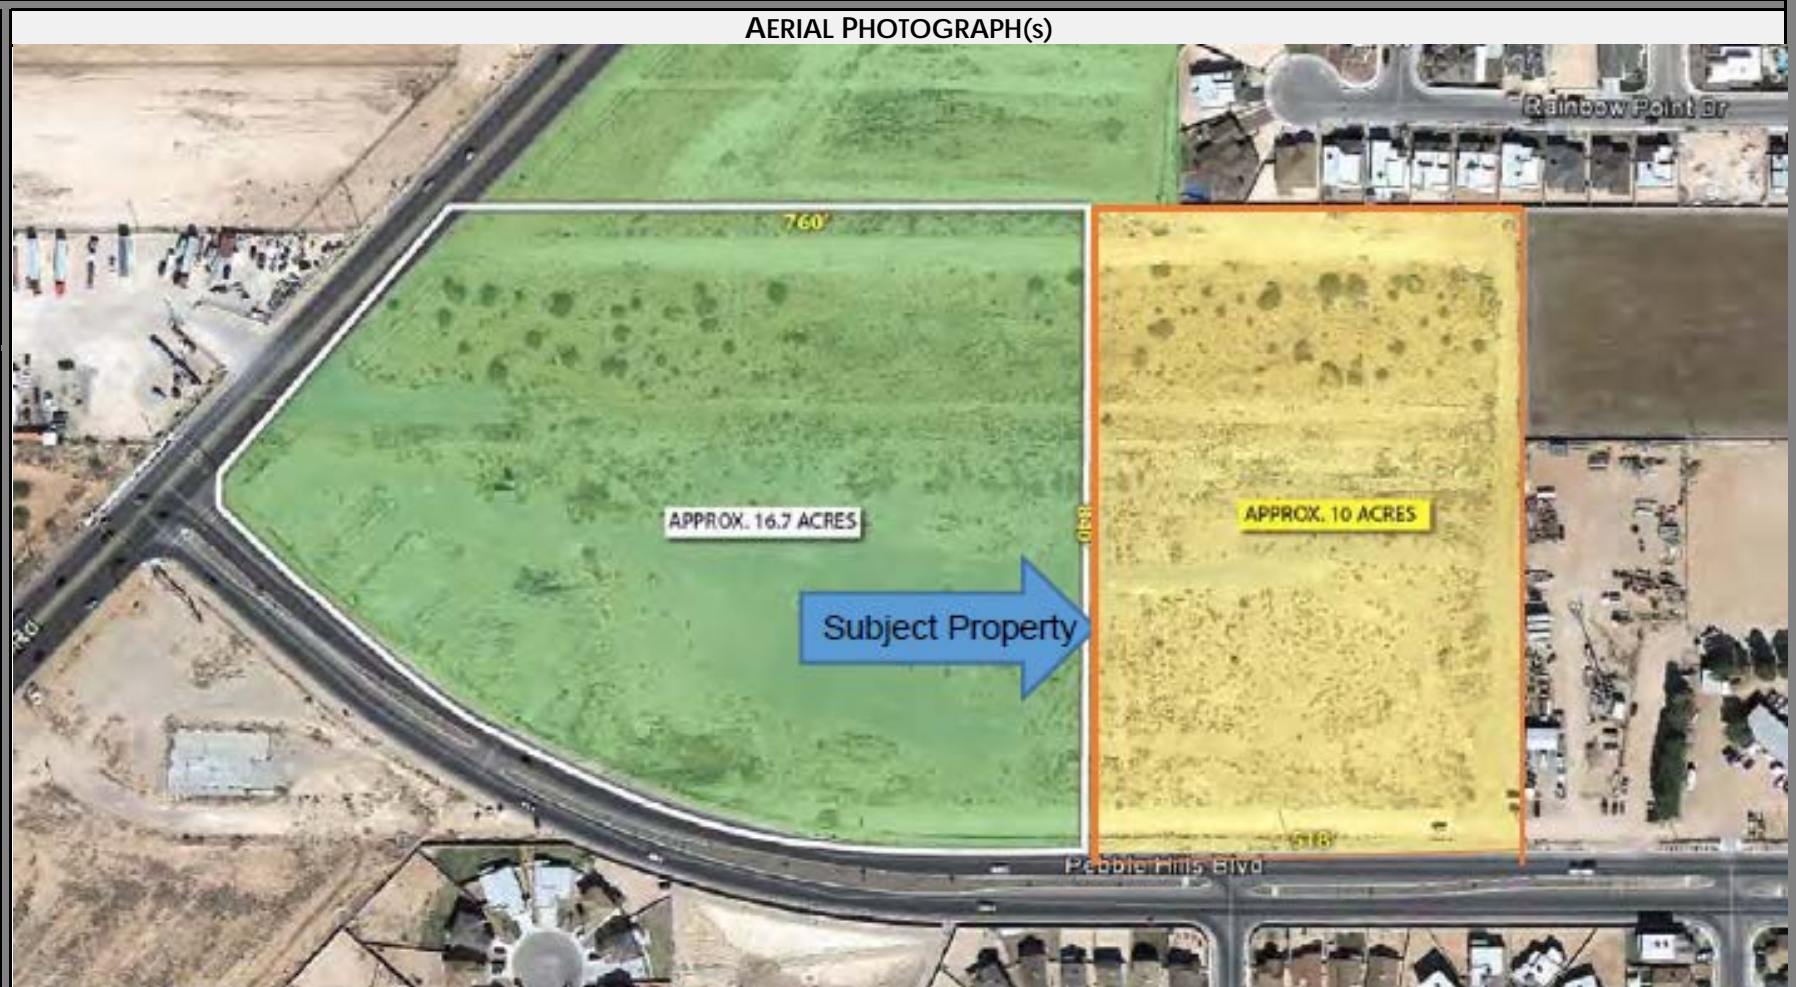 AERIAL PHOTOGRAPH(s)
Rainbow Point Dr
760'
APPROX. 16.7 ACRES
840
APPROX. 10 ACRES
Subject Property
Rd
518'
Pebble Hills Blvd